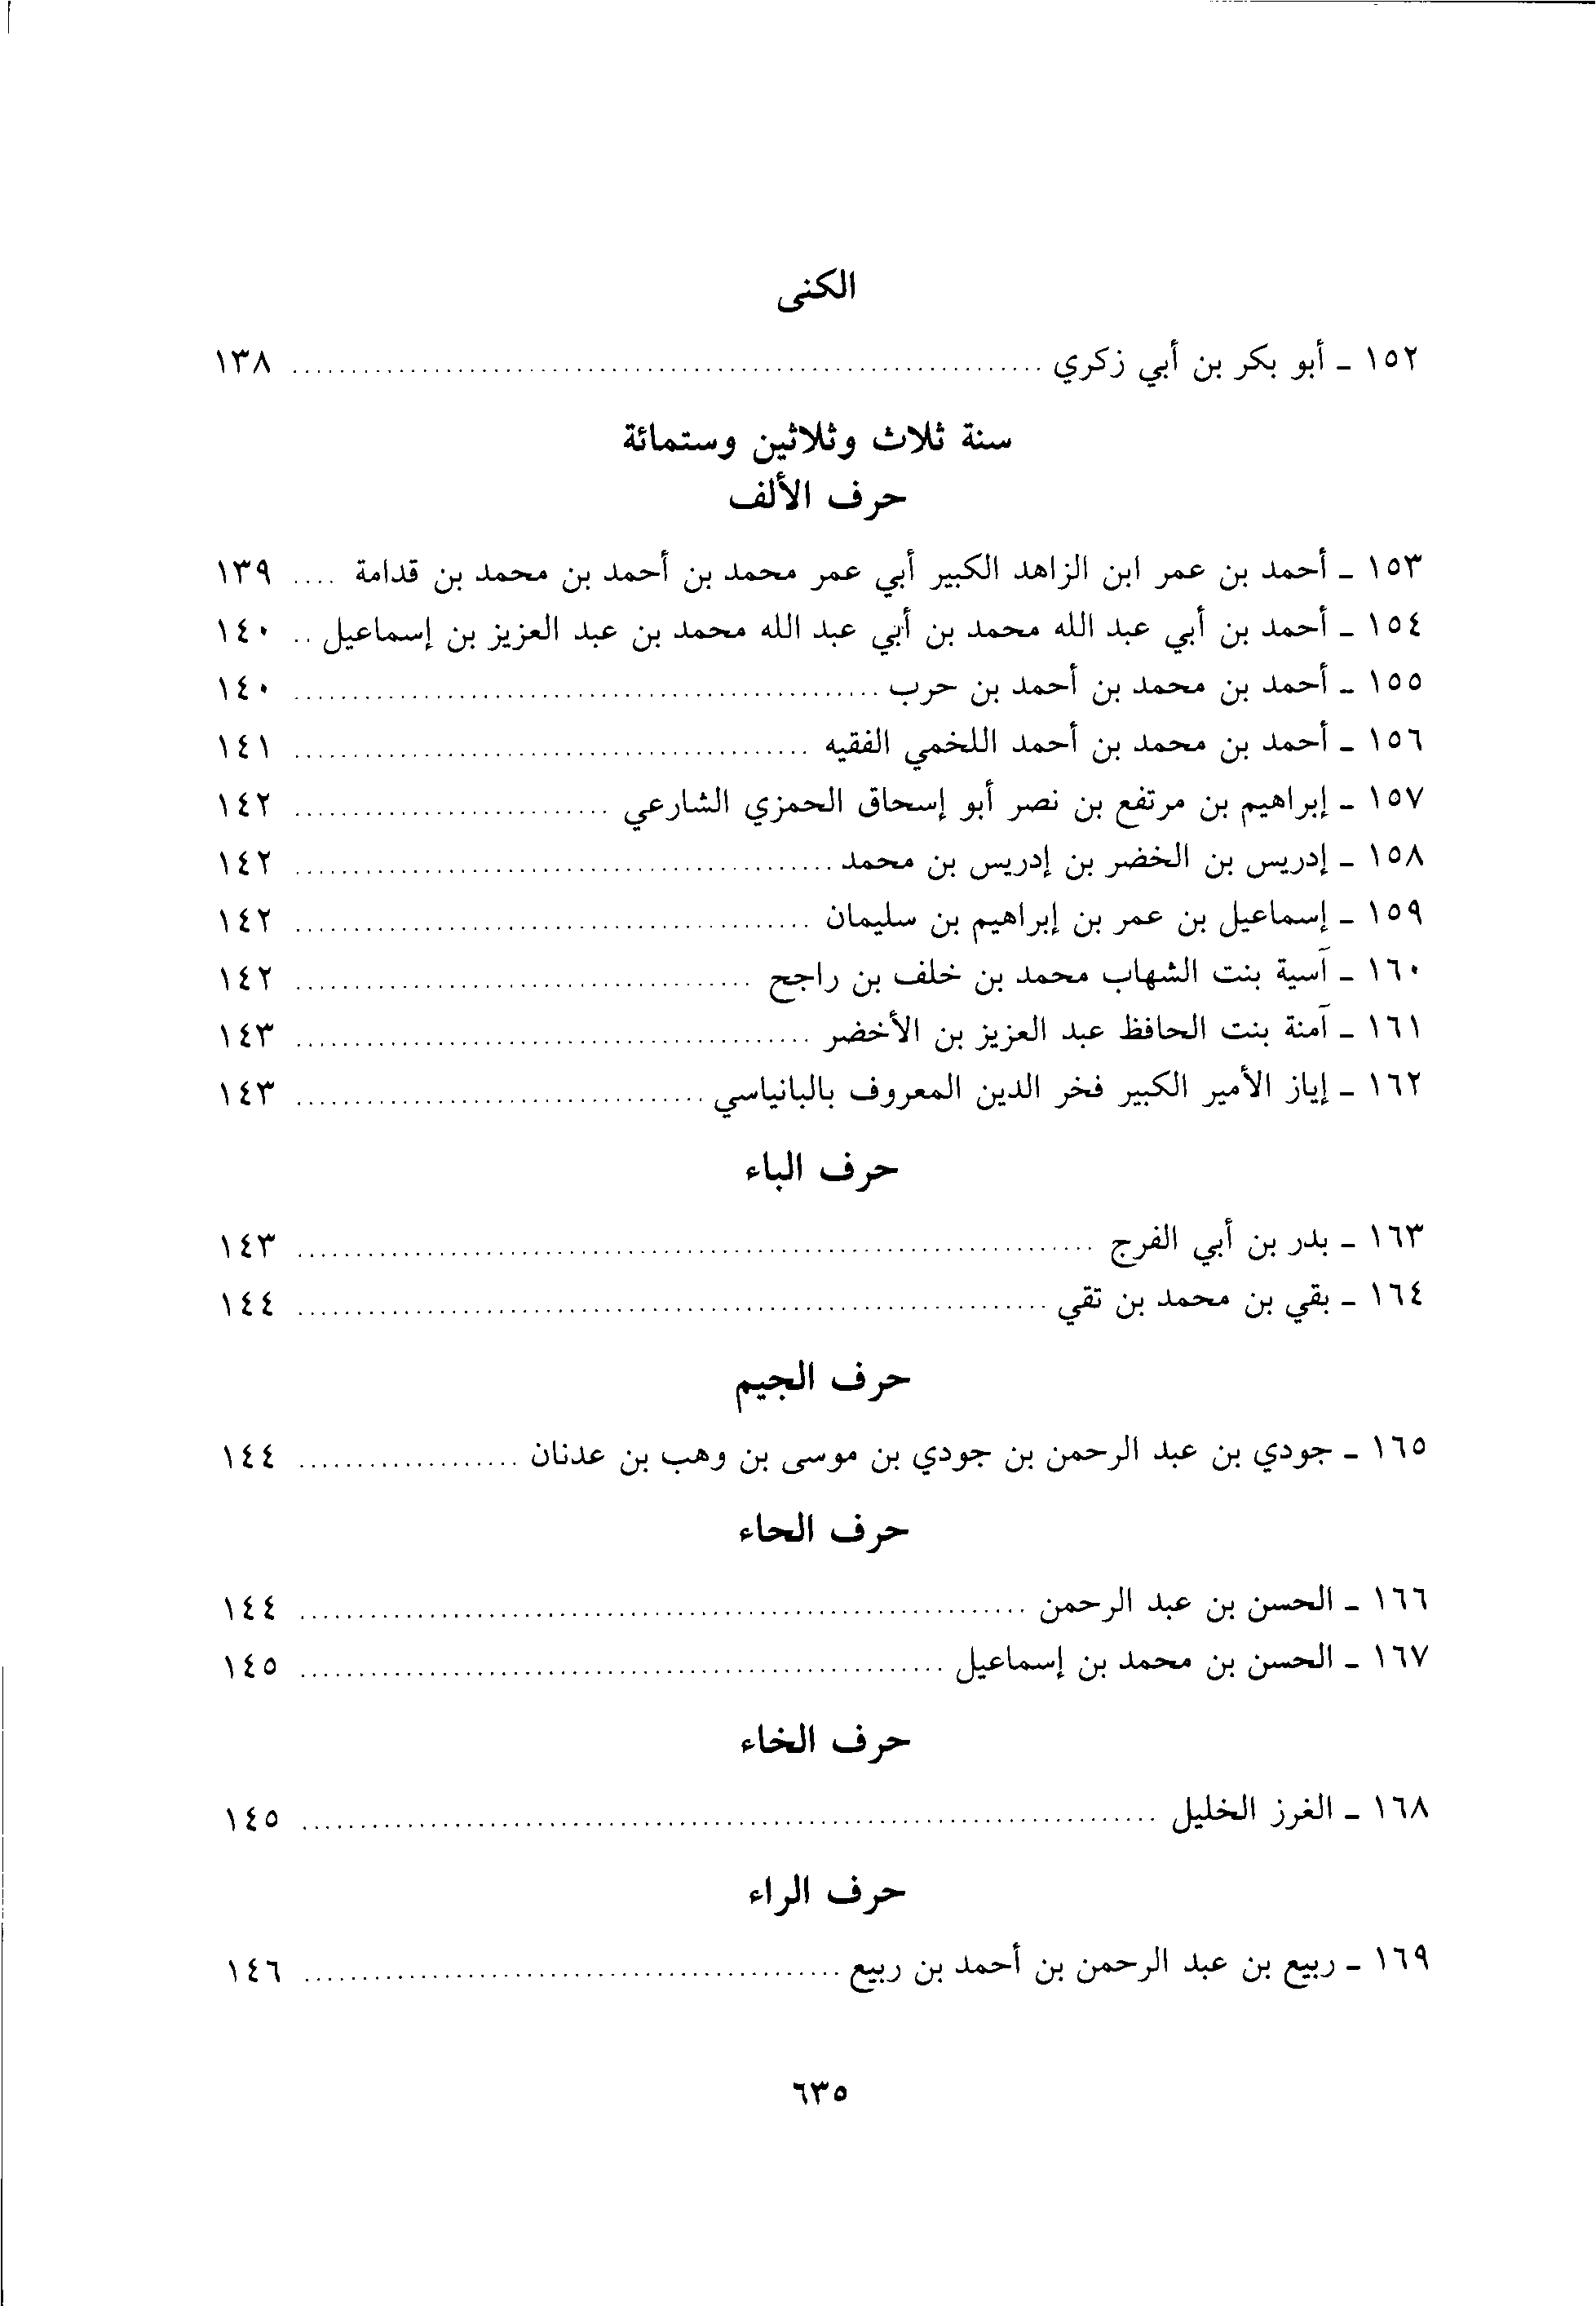 الكنى
١٥٢ ـ أبو بكر بن أبي زكري ........ ١٣٨
سنة ثلاث وثلاثين وستمائة
حرف الألف
١٥٣ ـ أحمد بن عمر ابن الزاهد الكبير أبي عمر محمد بن أحمد بن محمد بن قدامة .... ١٣٩
١٥٤ ـ أحمد بن أبي عبد الله محمد بن أبي عبد الله محمد بن عبد العزيز بن إسماعيل .. ١٤٠
١٥٥ ـ أحمد بن محمد بن أحمد بن حرب ........ ١٤٠
١٥٦ ـ أحمد بن محمد بن أحمد اللخمي الفقيه ........ ١٤١
١٥٧ ـ إبراهيم بن مرتفع بن نصر أبو إسحاق الحمزي الشارعي ........ ١٤٢
١٥٨ ـ إدريس بن الخضر بن إدريس بن محمد ........ ١٤٢
١٥٩ ـ إسماعيل بن عمر بن إبراهيم بن سليمان ........ ١٤٢
١٦٠ ـ آسية بنت الشهاب محمد بن خلف بن راجح ........ ١٤٢
١٦١ ـ آمنة بنت الحافظ عبد العزيز بن الأخضر ........ ١٤٣
١٦٢ ـ إياز الأمير الكبير فخر الدين المعروف بالبانياسي ........ ١٤٣
حرف الباء
١٦٣ ـ بدر بن أبي الفرج ........ ١٤٣
١٦٤ ـ بقي بن محمد بن تقي ........ ١٤٤
حرف الجيم
١٦٥ ـ جودي بن عبد الرحمن بن جودي بن موسى بن وهب بن عدنان ........ ١٤٤
حرف الحاء
١٦٦ ـ الحسن بن عبد الرحمن ........ ١٤٤
١٦٧ ـ الحسن بن محمد بن إسماعيل ........ ١٤٥
حرف الخاء
١٦٨ ـ الغرز الخليل ........ ١٤٥
حرف الراء
١٦٩ ـ ربيع بن عبد الرحمن بن أحمد بن ربيع ........ ١٤٦
٦٣٥